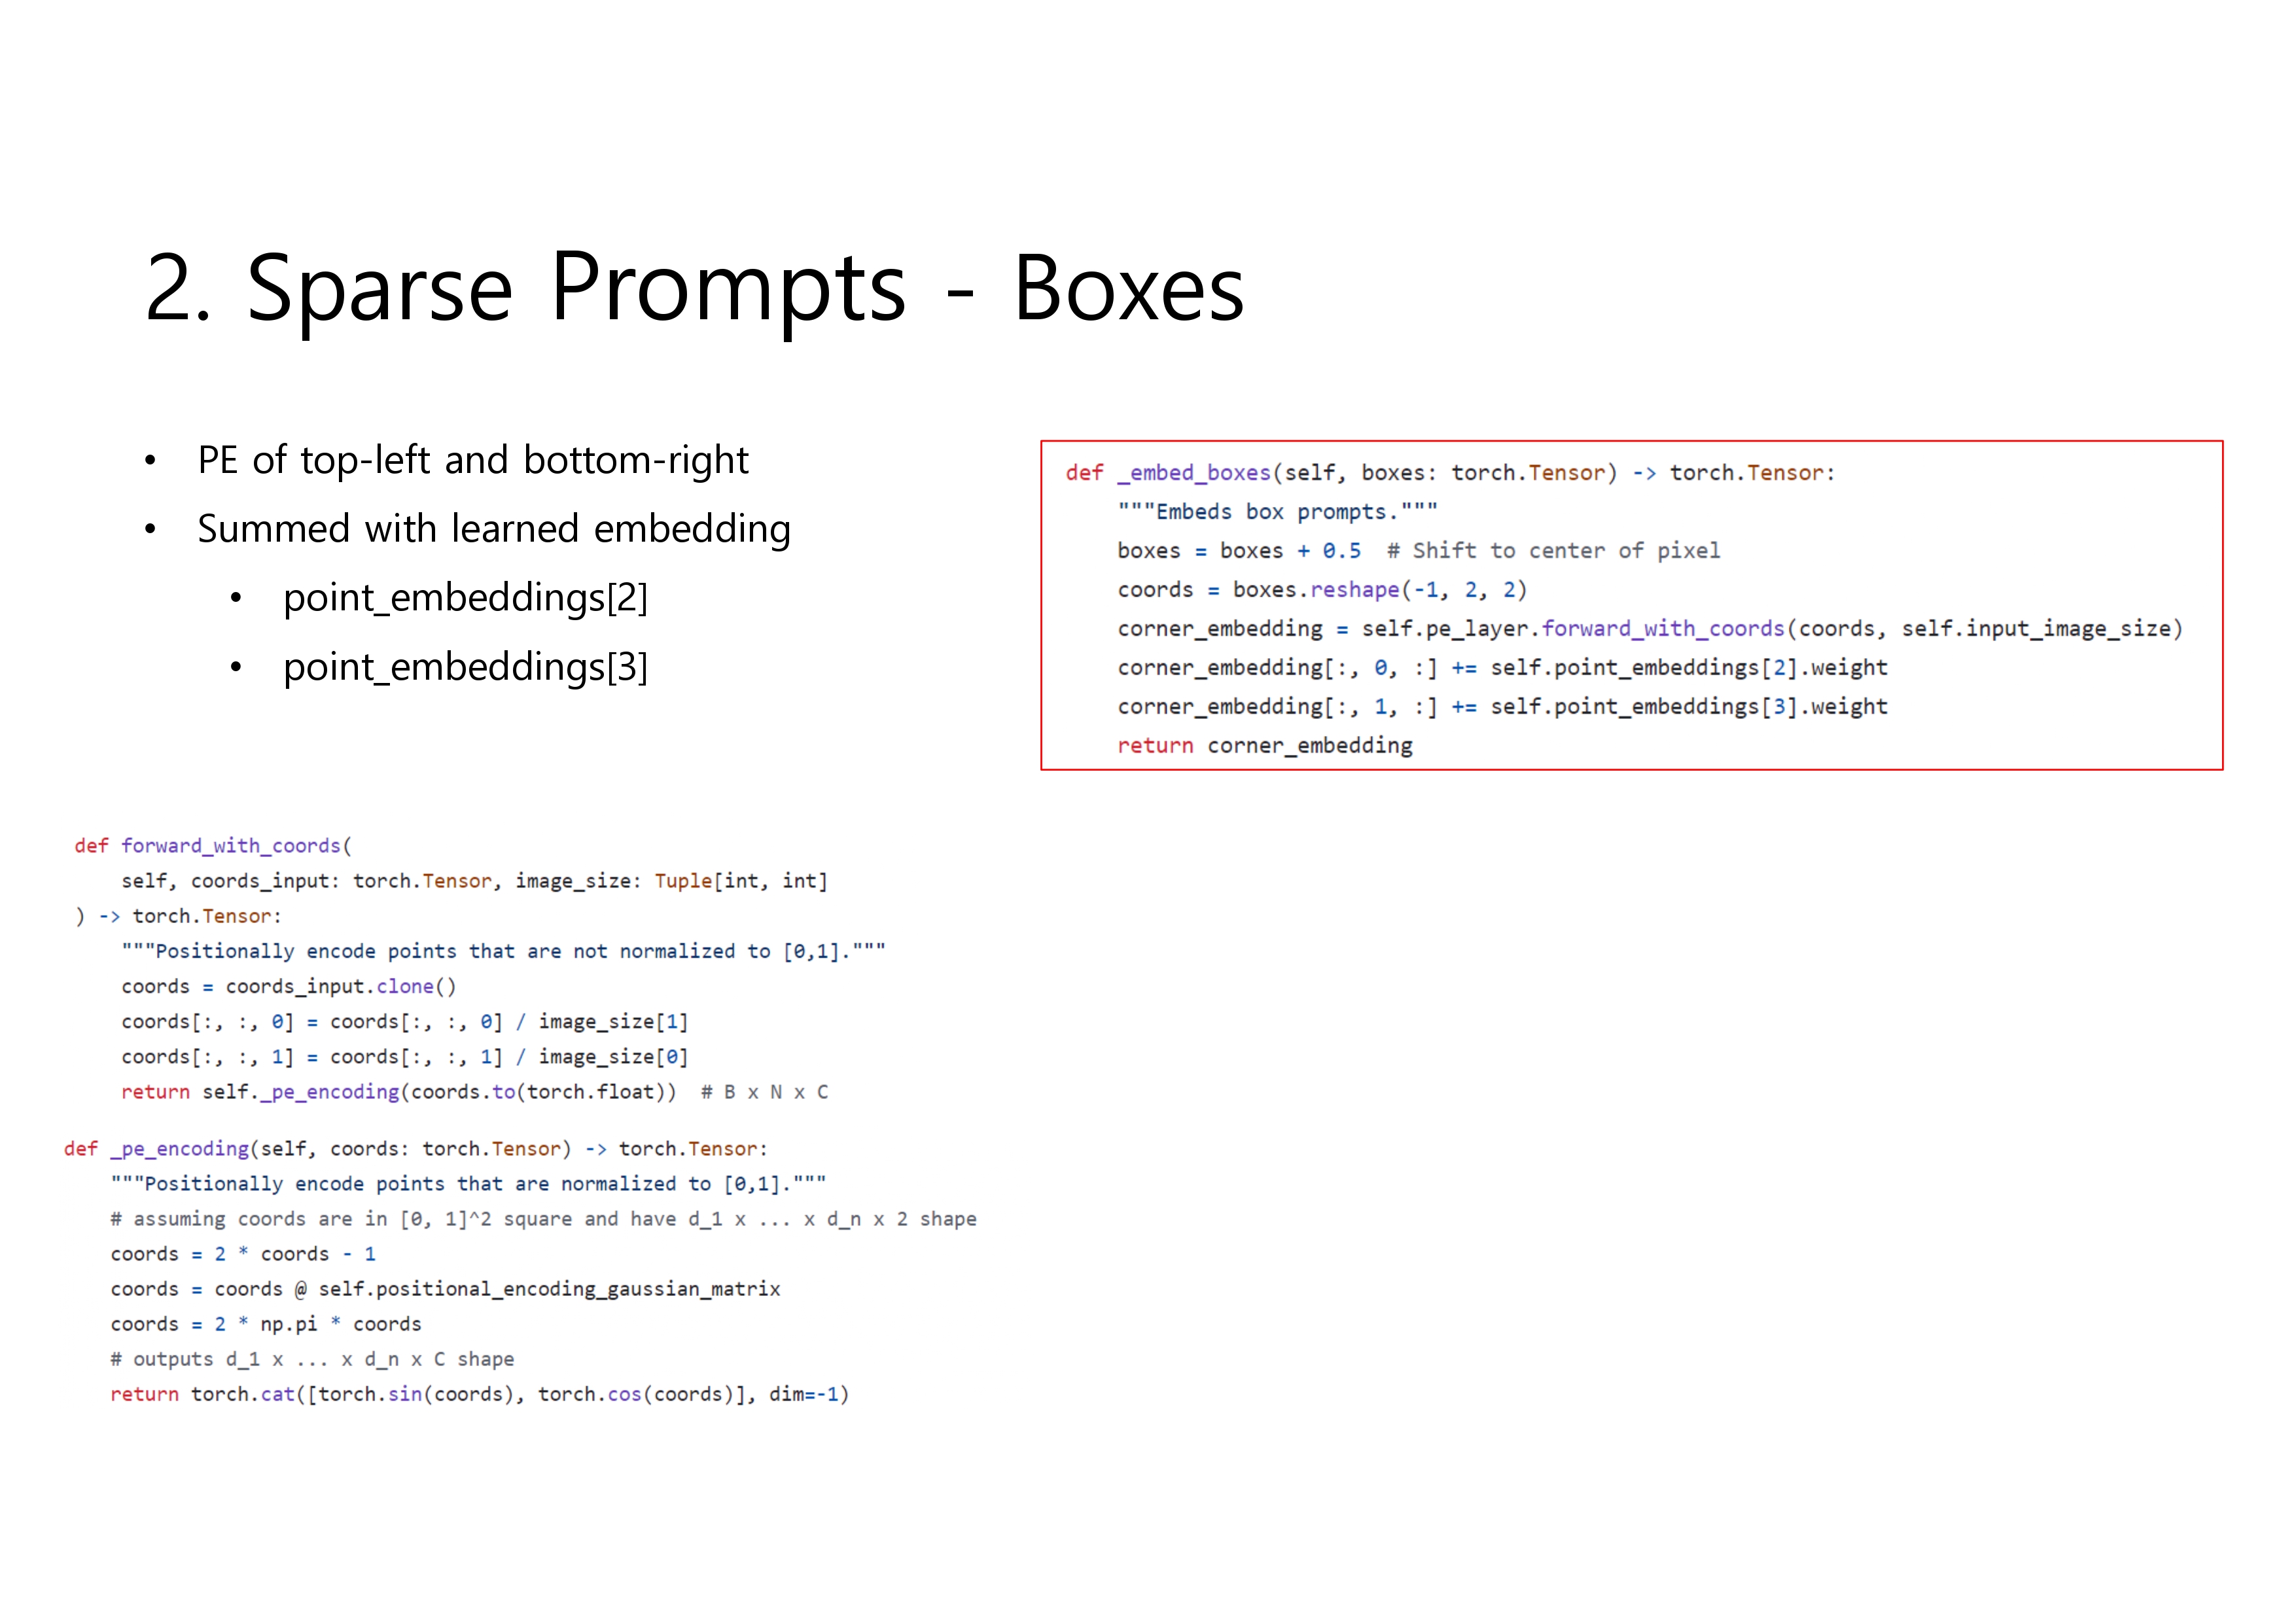 2. Sparse Prompts - Boxes
• PE of top-left and bottom-right
• Summed with learned embedding
• point_embeddings[2]
• point_embeddings[3]
def _embed_boxes(self, boxes: torch.Tensor) -> torch.Tensor:
"""Embeds box prompts."""
boxes = boxes + 0.5  # Shift to center of pixel
coords = boxes.reshape(-1, 2, 2)
corner_embedding = self.pe_layer.forward_with_coords(coords, self.input_image_size)
corner_embedding[:, 0, :] += self.point_embeddings[2].weight
corner_embedding[:, 1, :] += self.point_embeddings[3].weight
return corner_embedding
def forward_with_coords(
self, coords_input: torch.Tensor, image_size: Tuple[int, int]
) -> torch.Tensor:
"""Positionally encode points that are not normalized to [0,1]."""
coords = coords_input.clone()
coords[:, :, 0] = coords[:, :, 0] / image_size[1]
coords[:, :, 1] = coords[:, :, 1] / image_size[0]
return self._pe_encoding(coords.to(torch.float))  # B x N x C
def _pe_encoding(self, coords: torch.Tensor) -> torch.Tensor:
"""Positionally encode points that are normalized to [0,1]."""
# assuming coords are in [0, 1]^2 square and have d_1 x ... x d_n x 2 shape
coords = 2 * coords - 1
coords = coords @ self.positional_encoding_gaussian_matrix
coords = 2 * np.pi * coords
# outputs d_1 x ... x d_n x C shape
return torch.cat([torch.sin(coords), torch.cos(coords)], dim=-1)